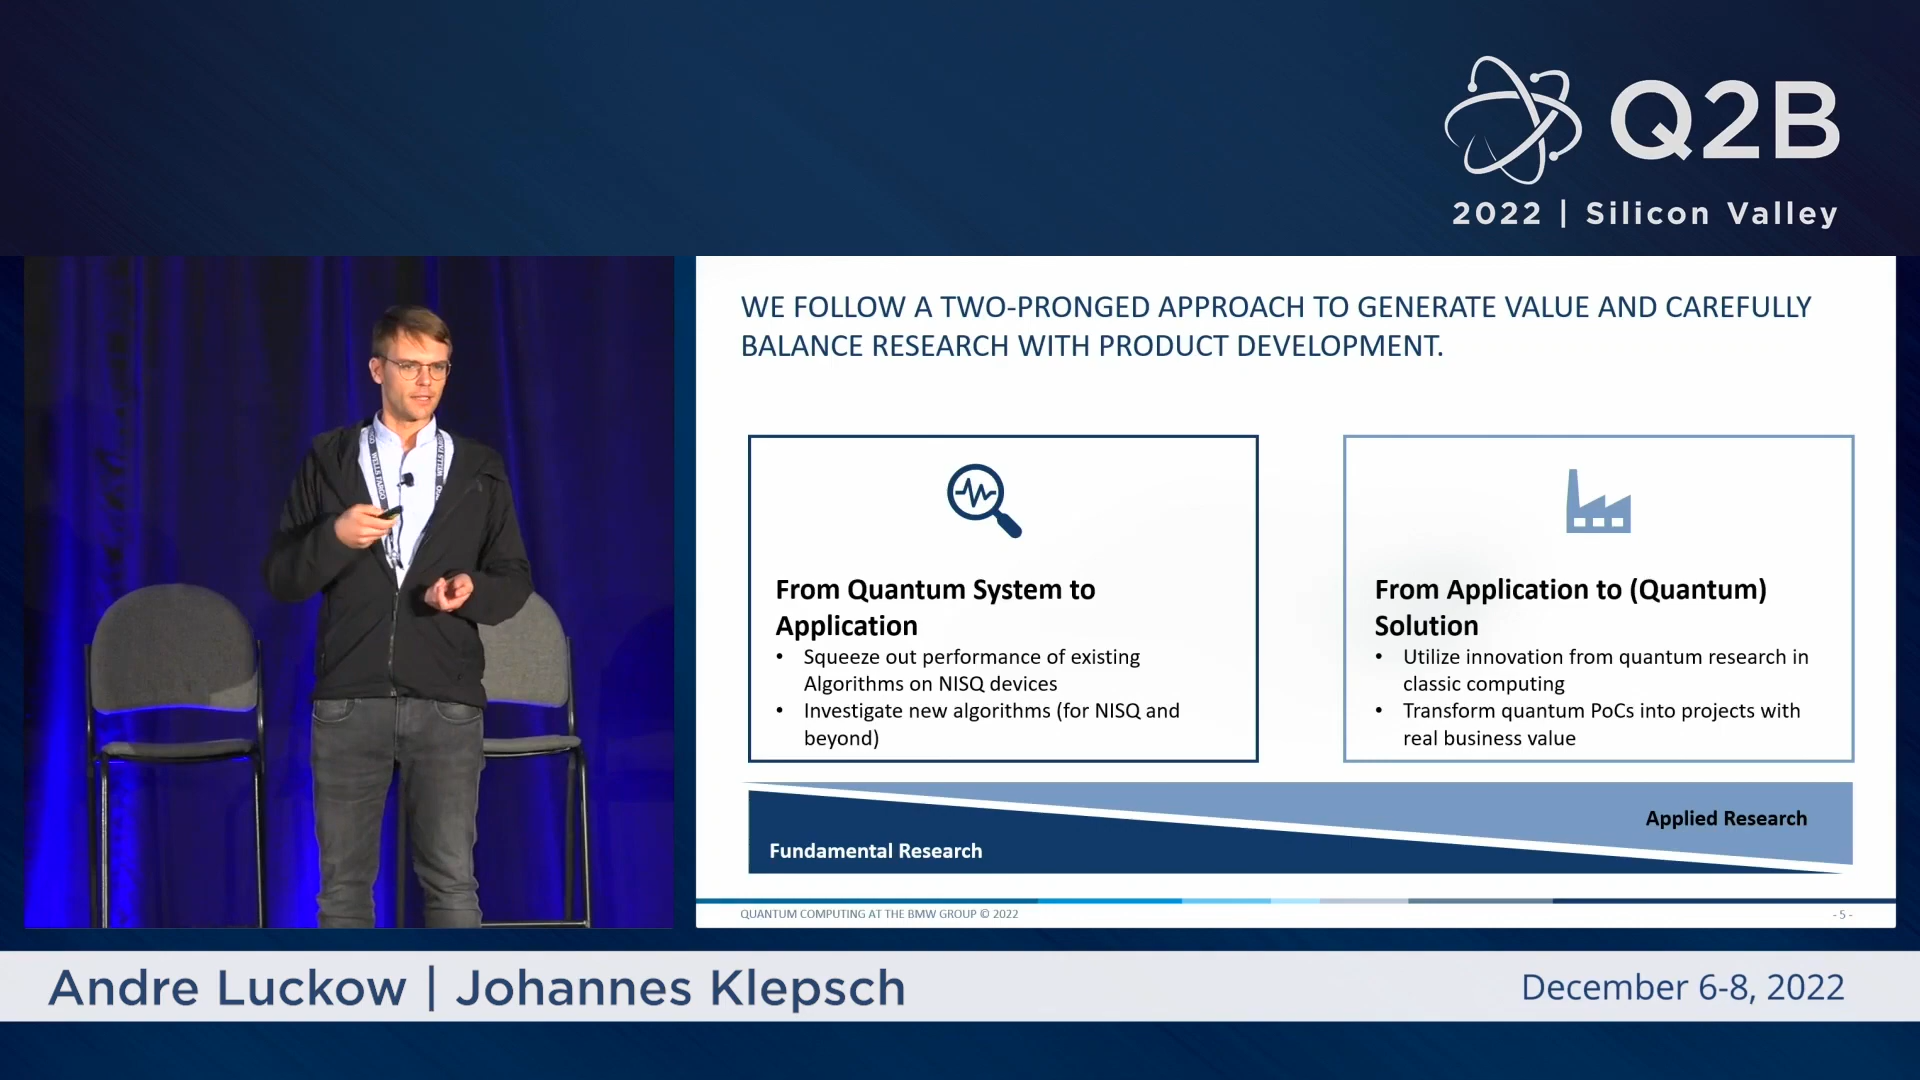 Q2B
2022 | Silicon Valley
WE FOLLOW A TWO-PRONGED APPROACH TO GENERATE VALUE AND CAREFULLY
BALANCE RESEARCH WITH PRODUCT DEVELOPMENT.
From Quantum System to
Application
• Squeeze out performance of existing
Algorithms on NISQ devices
• Investigate new algorithms (for NISQ and
beyond)
From Application to (Quantum)
Solution
• Utilize innovation from quantum research in
classic computing
• Transform quantum PoCs into projects with
real business value
Applied Research
Fundamental Research
QUANTUM COMPUTING AT THE BMW GROUP © 2022
- 5 -
WELLS FARGO
Andre Luckow | Johannes Klepsch
December 6-8, 2022